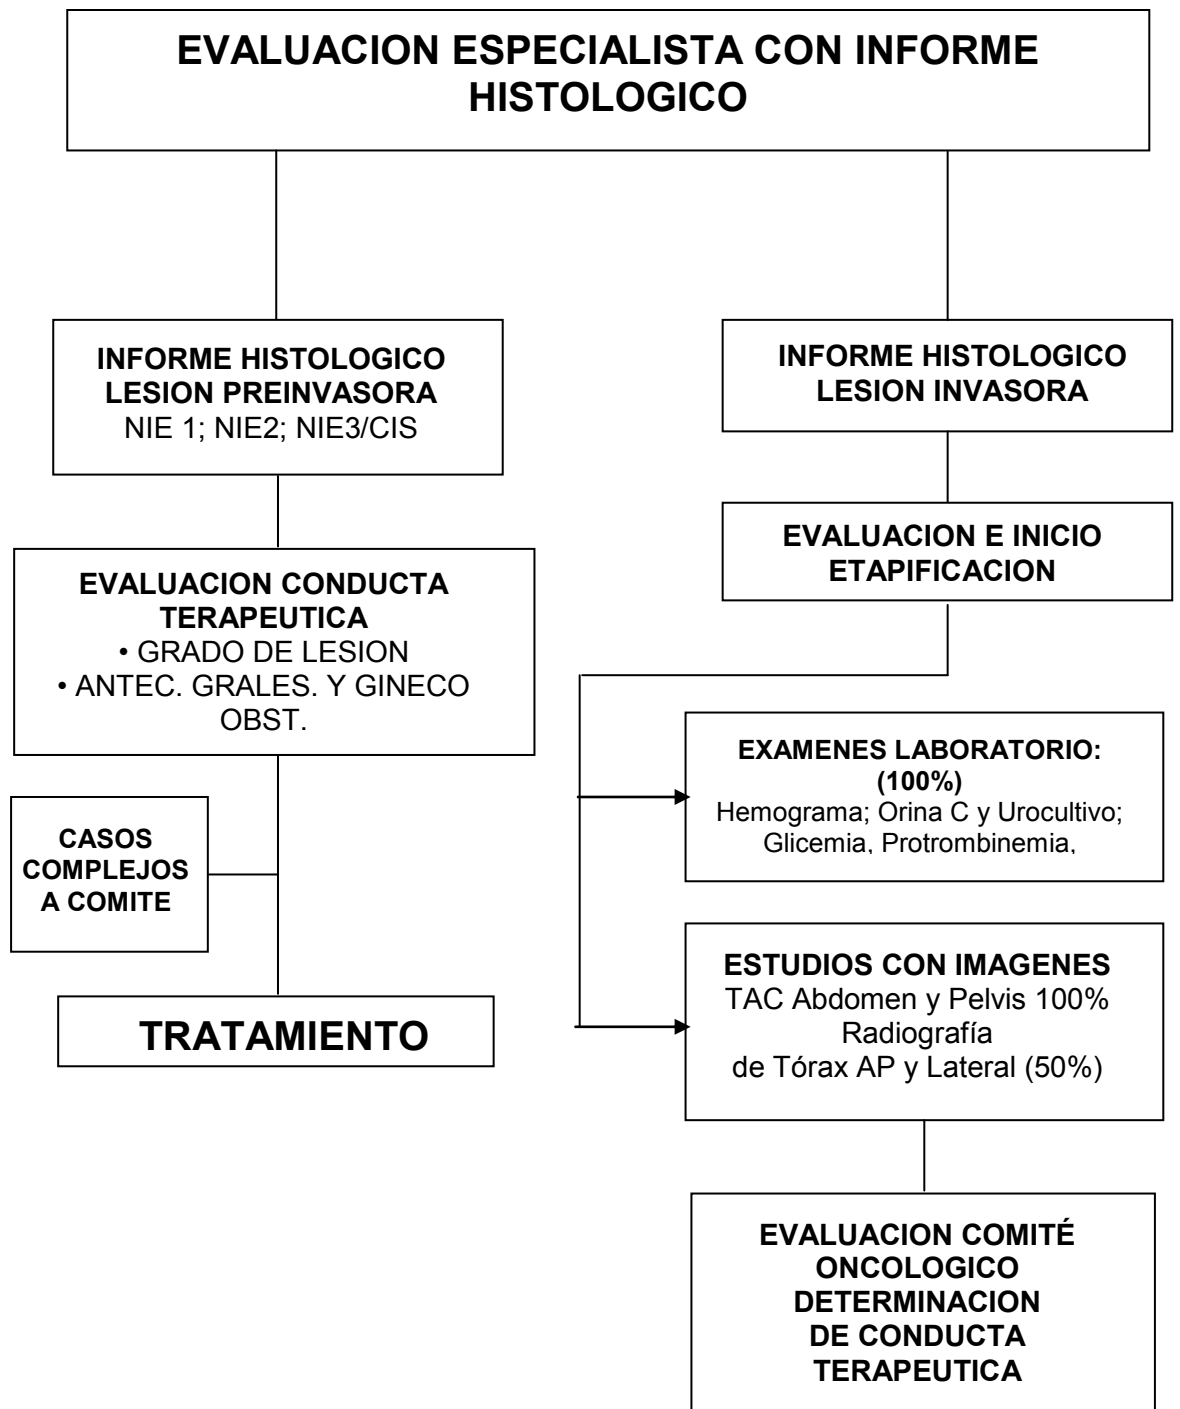 EVALUACION ESPECIALISTA CON INFORME
HISTOLOGICO
INFORME HISTOLOGICO
LESION PREINVASORA
NIE 1; NIE2; NIE3/CIS
EVALUACION CONDUCTA
TERAPEUTICA
• GRADO DE LESION
• ANTEC. GRALES. Y GINECO
OBST.
CASOS
COMPLEJOS
A COMITE
TRATAMIENTO
INFORME HISTOLOGICO
LESION INVASORA
EVALUACION E INICIO
ETAPIFICACION
EXAMENES LABORATORIO:
(100%)
Hemograma; Orina C y Urocultivo;
Glicemia, Protrombinemia,
ESTUDIOS CON IMAGENES
TAC Abdomen y Pelvis 100%
Radiografía
de Tórax AP y Lateral (50%)
EVALUACION COMITÉ
ONCOLOGICO
DETERMINACION
DE CONDUCTA
TERAPEUTICA